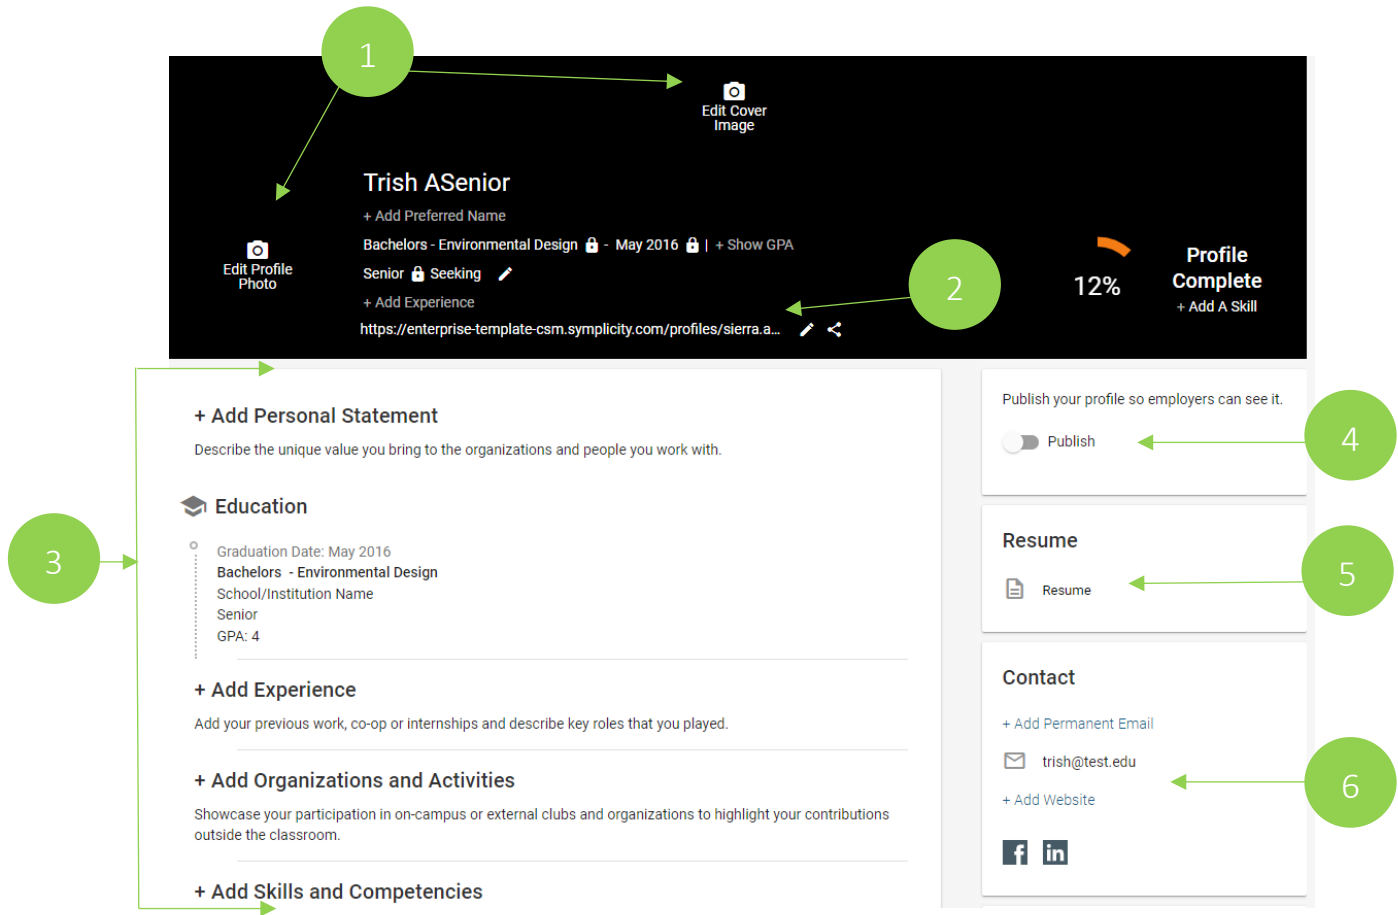 1
Edit Cover
Image
Trish ASenior
+ Add Preferred Name
Bachelors - Environmental Design - May 2016 | + Show GPA
Edit Profile
Photo
Senior Seeking
+ Add Experience
https://enterprise-template-csm.symplicity.com/profiles/sierra.a...
2
12%
Profile
Complete
+ Add A Skill
3
+ Add Personal Statement
Describe the unique value you bring to the organizations and people you work with.
Education
Graduation Date: May 2016
Bachelors - Environmental Design
School/Institution Name
Senior
GPA: 4
+ Add Experience
Add your previous work, co-op or internships and describe key roles that you played.
+ Add Organizations and Activities
Showcase your participation in on-campus or external clubs and organizations to highlight your contributions
outside the classroom.
+ Add Skills and Competencies
Publish your profile so employers can see it.
Publish
4
Resume
Resume
5
Contact
+ Add Permanent Email
trish@test.edu
+ Add Website
6
f in